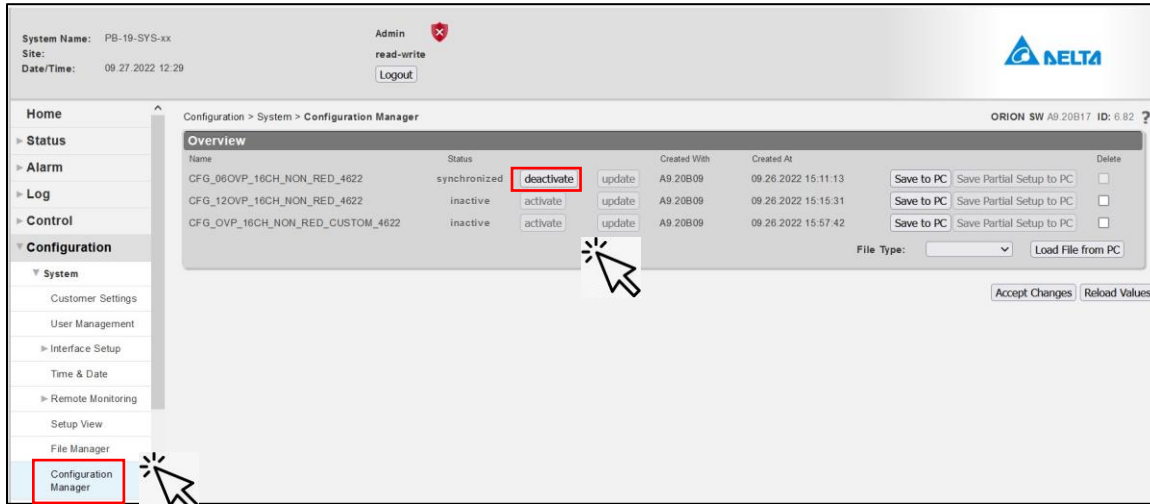 System Name: PB-19-SYS-xx
Site:
Date/Time: 09.27.2022 12:29
Admin
read-write
Logout
DELTA
Home
Status
Alarm
Log
Control
Configuration
System
Customer Settings
User Management
Interface Setup
Time & Date
Remote Monitoring
Setup View
File Manager
Configuration
Manager
Configuration > System > Configuration Manager ORION SW A9.20B17 ID: 6.82 ?
Overview
Name Status Created With Created At Delete
CFG_06OVP_16CH_NON_RED_4622 synchronized deactivate update A9.20B09 09.26.2022 15:11:13 Save to PC Save Partial Setup to PC
CFG_12OVP_16CH_NON_RED_4622 inactive activate update A9.20B09 09.26.2022 15:15:31 Save to PC Save Partial Setup to PC
CFG_OVP_16CH_NON_RED_CUSTOM_4622 inactive activate update A9.20B09 09.26.2022 15:57:42 Save to PC Save Partial Setup to PC
File Type: Load File from PC
Accept Changes Reload Values